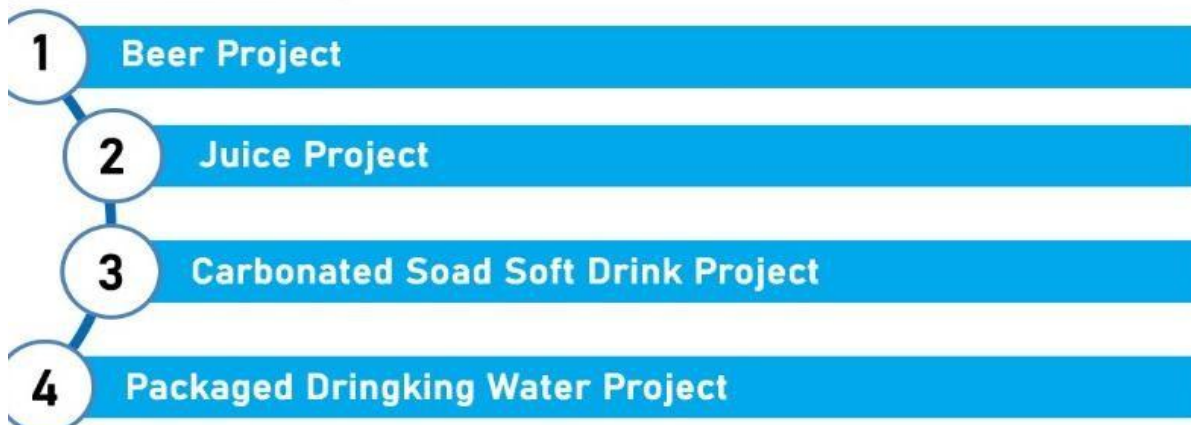 1 Beer Project
2 Juice Project
3 Carbonated Soad Soft Drink Project
4 Packaged Dringking Water Project